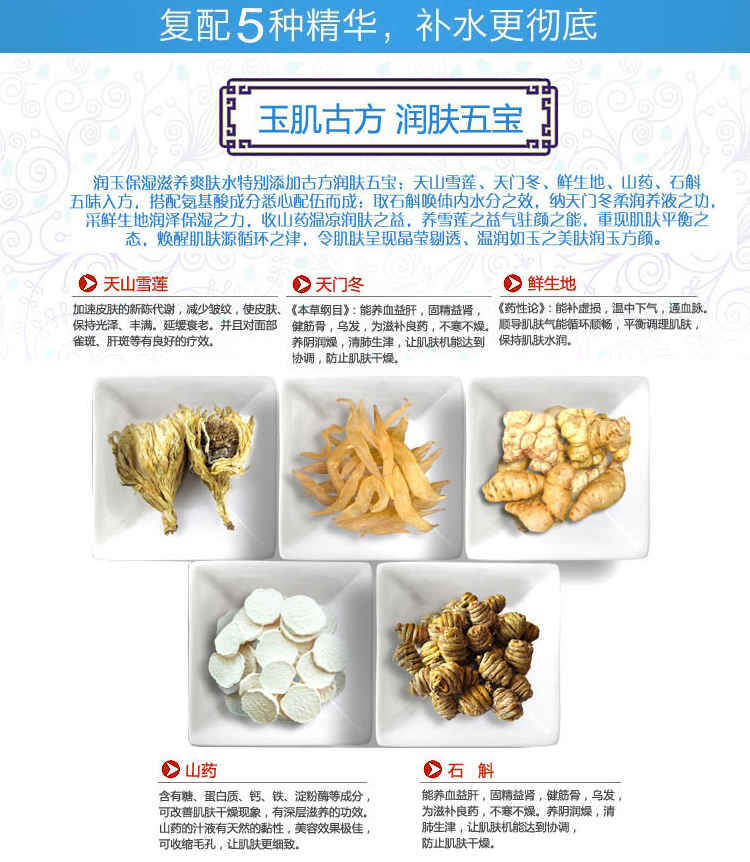 复配5种精华，补水更彻底
玉肌古方 润肤五宝
润玉保湿滋养爽肤水特别添加古方润肤五宝：天山雪莲、天门冬、鲜生地、山药、石斛
五味入方，搭配氨基酸成分悉心配伍而成：取石斛唤体内水分之效，纳天门冬柔润养液之功，
采鲜生地润泽保湿之力，收山药温凉润肤之益，养雪莲之益气驻颜之能，重现肌肤平衡之
态，焕醒肌肤源循环之津，令肌肤呈现晶莹剔透、温润如玉之美肤润玉方颜。
天山雪莲
加速皮肤的新陈代谢，减少皱纹，使皮肤、
保持光泽、丰满。延缓衰老。并且对面部
雀斑、肝斑等有良好的疗效。
天门冬
《本草纲目》：能养血益肝，固精益肾，
健筋骨，乌发，为滋补良药，不寒不燥。
养阴润燥，清肺生津，让肌肤机能达到
协调，防止肌肤干燥。
鲜生地
《药性论》：能补虚损，温中下气，通血脉。
顺导肌肤气能循环顺畅，平衡调理肌肤，
保持肌肤水润。
山药
含有糖、蛋白质、钙、铁、淀粉酶等成分，
可改善肌肤干燥现象，有深层滋养的功效。
山药的汁液有天然的黏性，美容效果极佳，
可收缩毛孔，让肌肤更细致。
石 斛
能养血益肝，固精益肾，健筋骨，乌发，
为滋补良药，不寒不燥。养阴润燥，清
肺生津，让肌肤机能达到协调，
防止肌肤干燥。